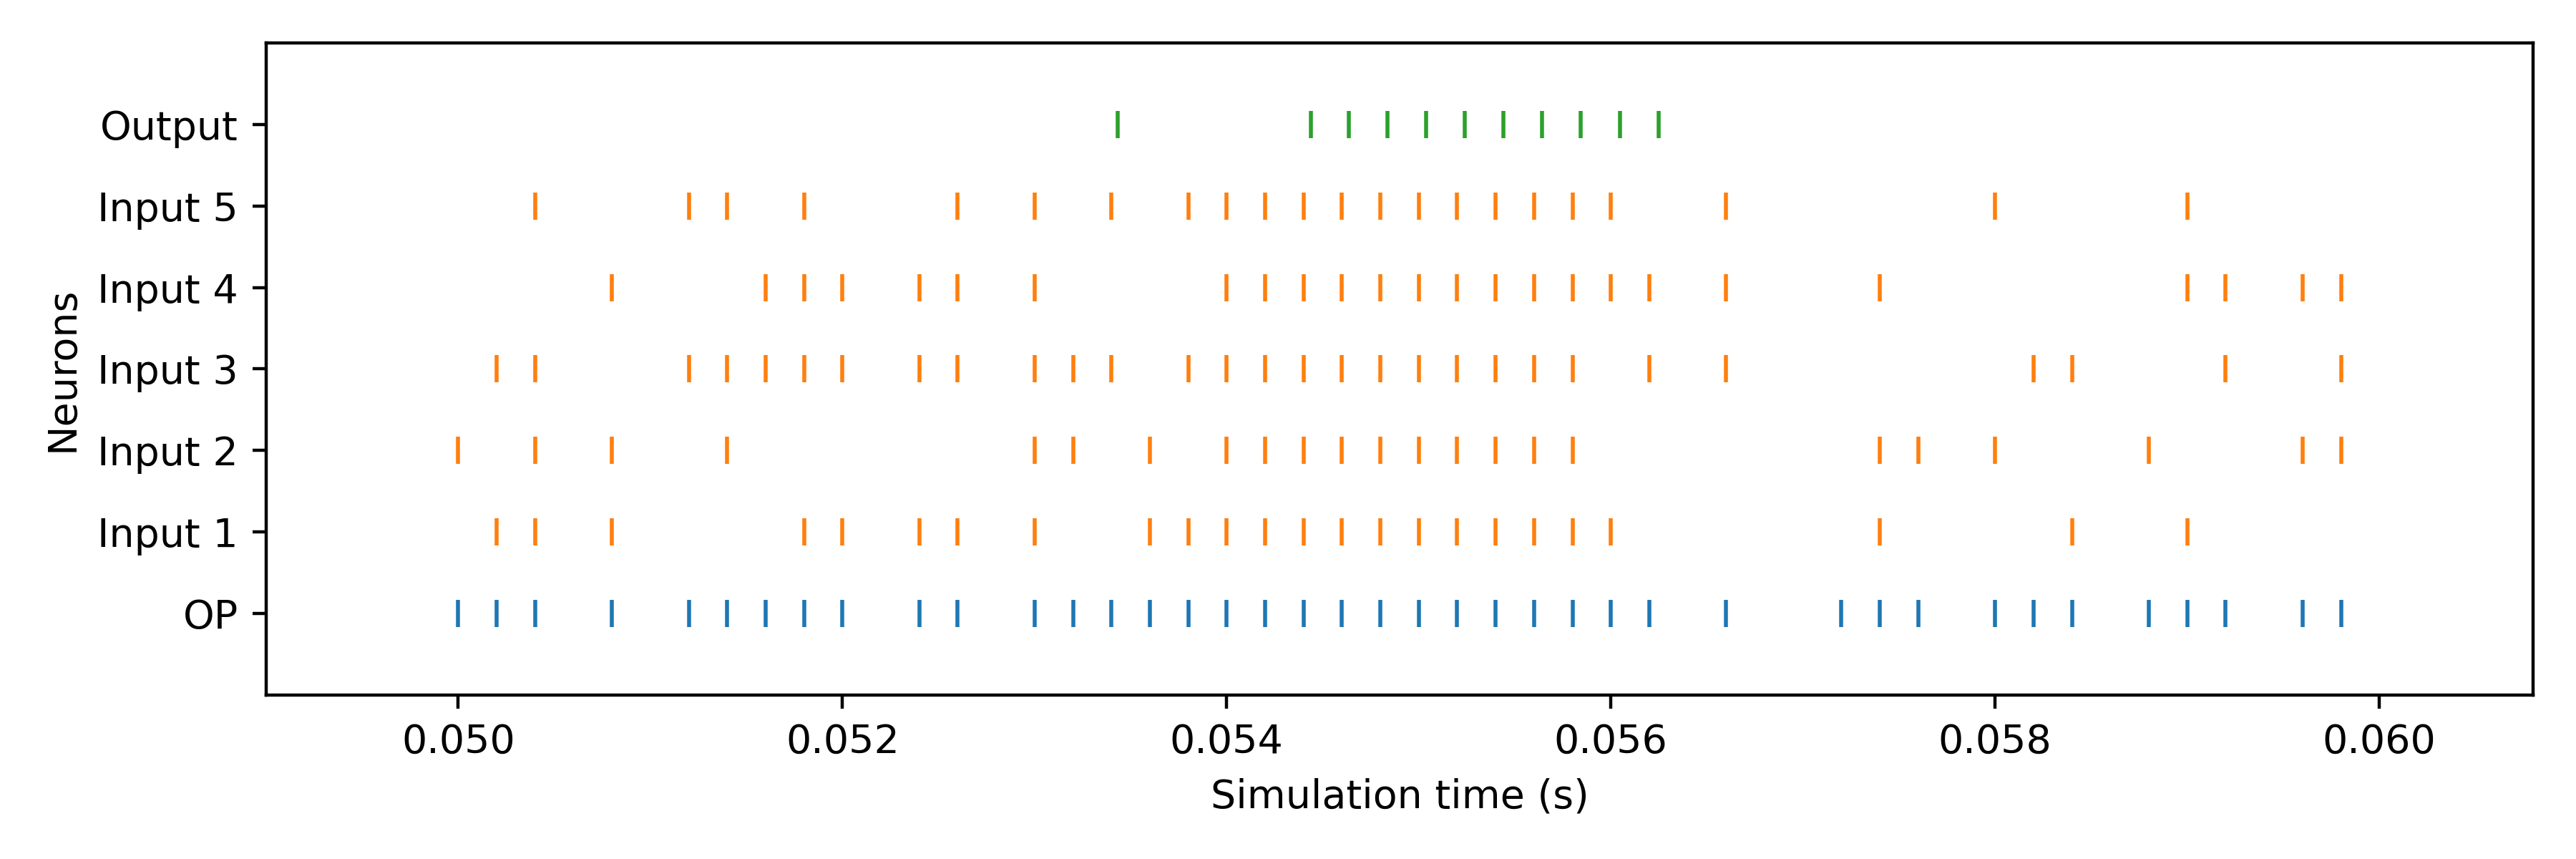 Neurons
Output
Input 5
Input 4
Input 3
Input 2
Input 1
OP
0.050 0.052 0.054 0.056 0.058 0.060
Simulation time (s)